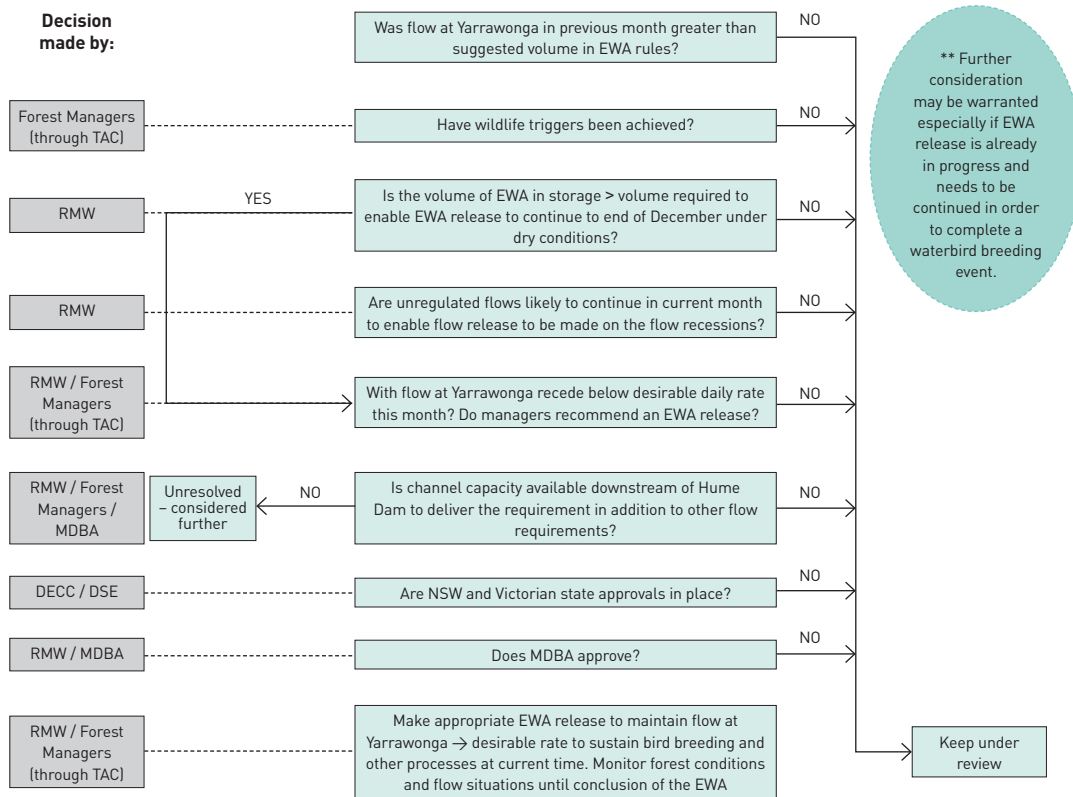 Decision
made by:
Was flow at Yarrawonga in previous month greater than
suggested volume in EWA rules?
NO
** Further
consideration
may be warranted
especially if EWA
release is already
in progress and
needs to be
continued in order
to complete a
waterbird breeding
event.
Forest Managers
(through TAC)
Have wildlife triggers been achieved?
NO
RMW
YES
Is the volume of EWA in storage > volume required to
enable EWA release to continue to end of December under
dry conditions?
NO
RMW
Are unregulated flows likely to continue in current month
to enable flow release to be made on the flow recessions?
NO
RMW / Forest
Managers
(through TAC)
With flow at Yarrawonga recede below desirable daily rate
this month? Do managers recommend an EWA release?
NO
RMW / Forest
Managers /
MDBA
Unresolved
– considered
further
NO
Is channel capacity available downstream of Hume
Dam to deliver the requirement in addition to other flow
requirements?
NO
DECC / DSE
Are NSW and Victorian state approvals in place?
NO
RMW / MDBA
Does MDBA approve?
NO
RMW / Forest
Managers
(through TAC)
Make appropriate EWA release to maintain flow at
Yarrawonga → desirable rate to sustain bird breeding and
other processes at current time. Monitor forest conditions
and flow situations until conclusion of the EWA
Keep under
review